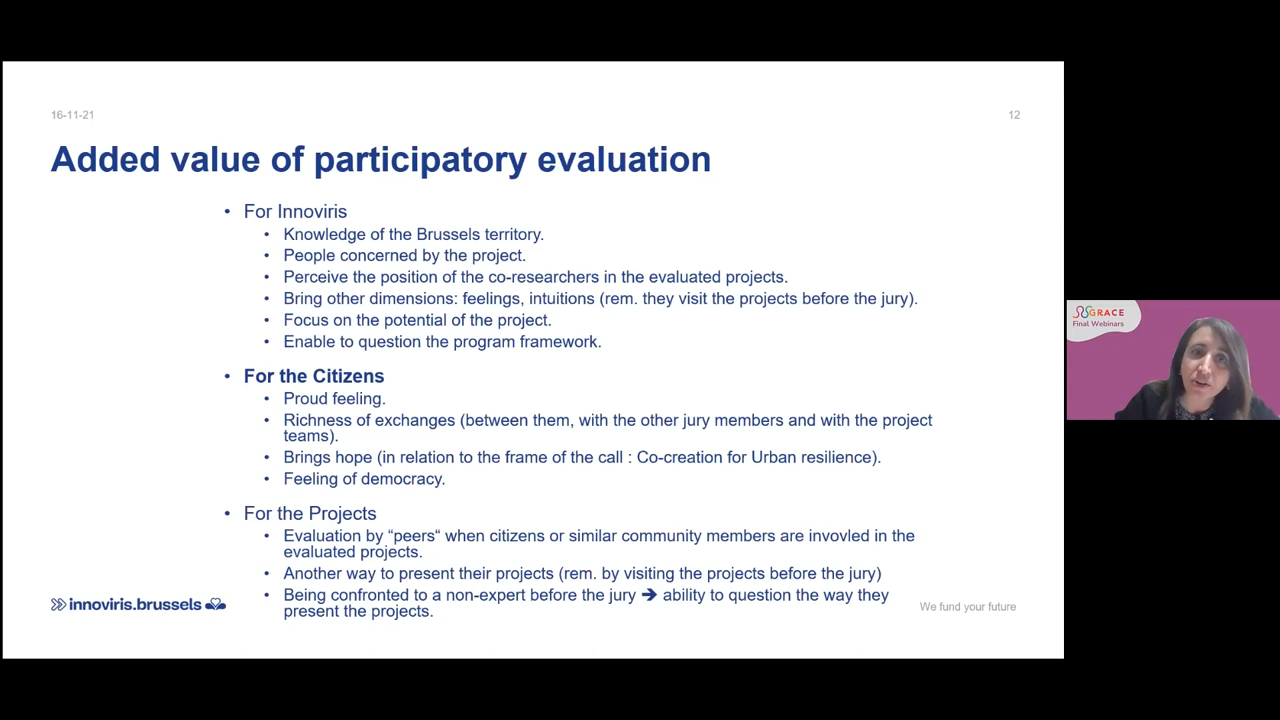 16-11-21
12
Added value of participatory evaluation
• For Innoviris
• Knowledge of the Brussels territory.
• People concerned by the project.
• Perceive the position of the co-researchers in the evaluated projects.
• Bring other dimensions: feelings, intuitions (rem. they visit the projects before the jury).
• Focus on the potential of the project.
• Enable to question the program framework.
• For the Citizens
• Proud feeling.
• Richness of exchanges (between them, with the other jury members and with the project
teams).
• Brings hope (in relation to the frame of the call : Co-creation for Urban resilience).
• Feeling of democracy.
• For the Projects
• Evaluation by “peers“ when citizens or similar community members are invovled in the
evaluated projects.
• Another way to present their projects (rem. by visiting the projects before the jury)
• Being confronted to a non-expert before the jury ➔ ability to question the way they
present the projects.
innoviris.brussels
We fund your future
GRACE
Final Webinars